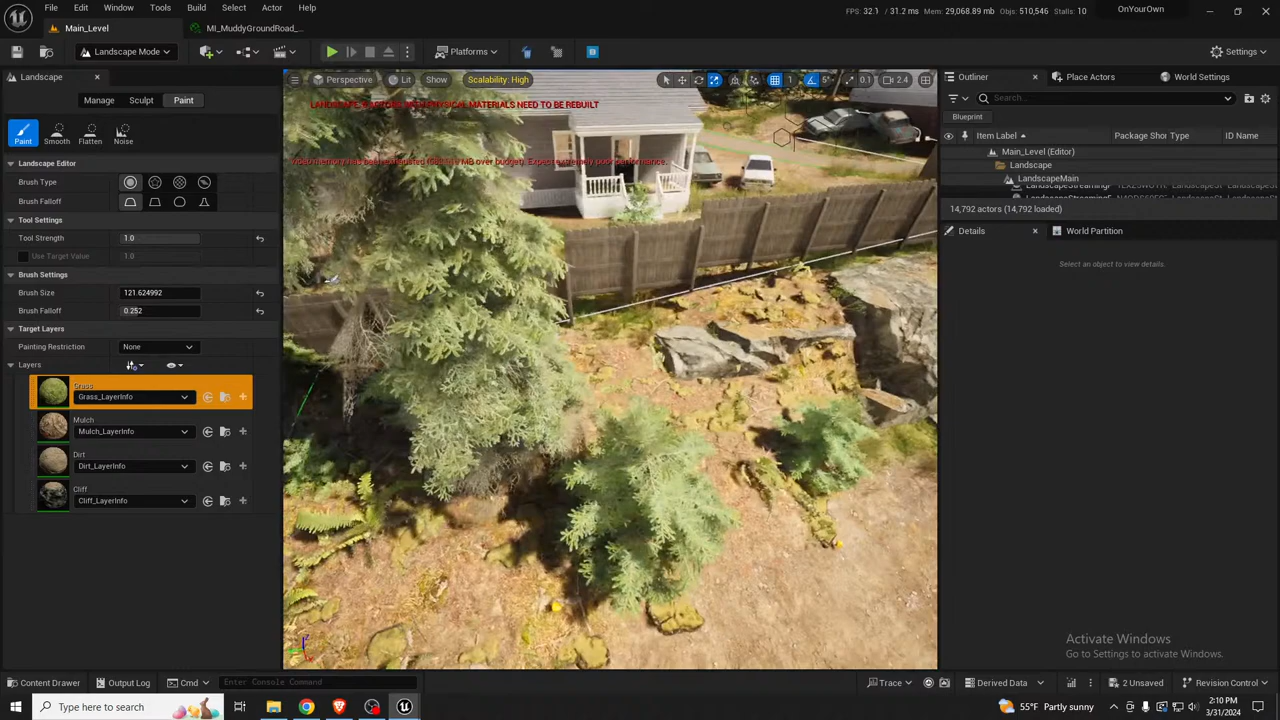 File Edit Window Tools Build Select Actor Help
FPS: 32.1 / 31.2 ms Mem: 29,068.89 mb Objs: 510,546 Stalls: 10
OnYourOwn
Main_Level
MI_MuddyGroundRoad_...
Landscape Mode
Platforms
Settings
Landscape
Perspective Lit Show Scalability: High
1 5° 0.1 2.4
Outliner
Place Actors
World Settings
Manage Sculpt Paint
Search...
Blueprint
Paint Smooth Flatten Noise
Item Label Package Shor Type ID Name
Main_Level (Editor)
Landscape
LandscapeMain
14,792 actors (14,792 loaded)
Details
World Partition
Select an object to view details.
Landscape Editor
Brush Type
Brush Falloff
Tool Settings
Tool Strength 1.0
Use Target Value 1.0
Brush Settings
Brush Size 121.624992
Brush Falloff 0.252
Target Layers
Painting Restriction None
Layers
Grass
Grass_LayerInfo
Mulch
Mulch_LayerInfo
Dirt
Dirt_LayerInfo
Cliff
Cliff_LayerInfo
Activate Windows
Go to Settings to activate Windows.
Content Drawer Output Log Cmd Enter Console Command
Trace Derived Data 2 Unsaved Revision Control
Type here to search
55°F Partly sunny
2:10 PM
3/31/2024